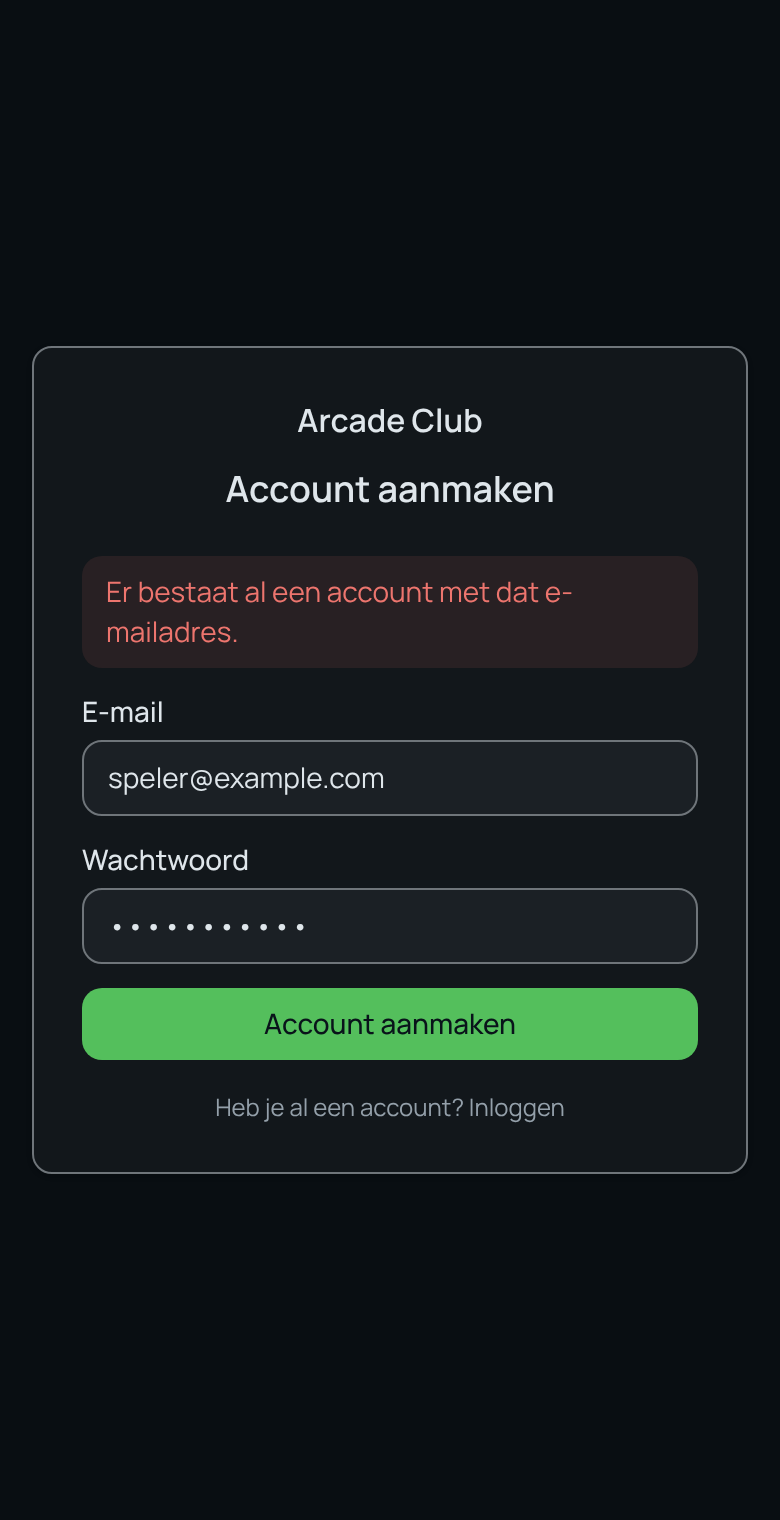 Arcade Club
Account aanmaken
Er bestaat al een account met dat e-
mailadres.
E-mail
speler@example.com
Wachtwoord
• • • • • • • • • • •
Account aanmaken
Heb je al een account? Inloggen